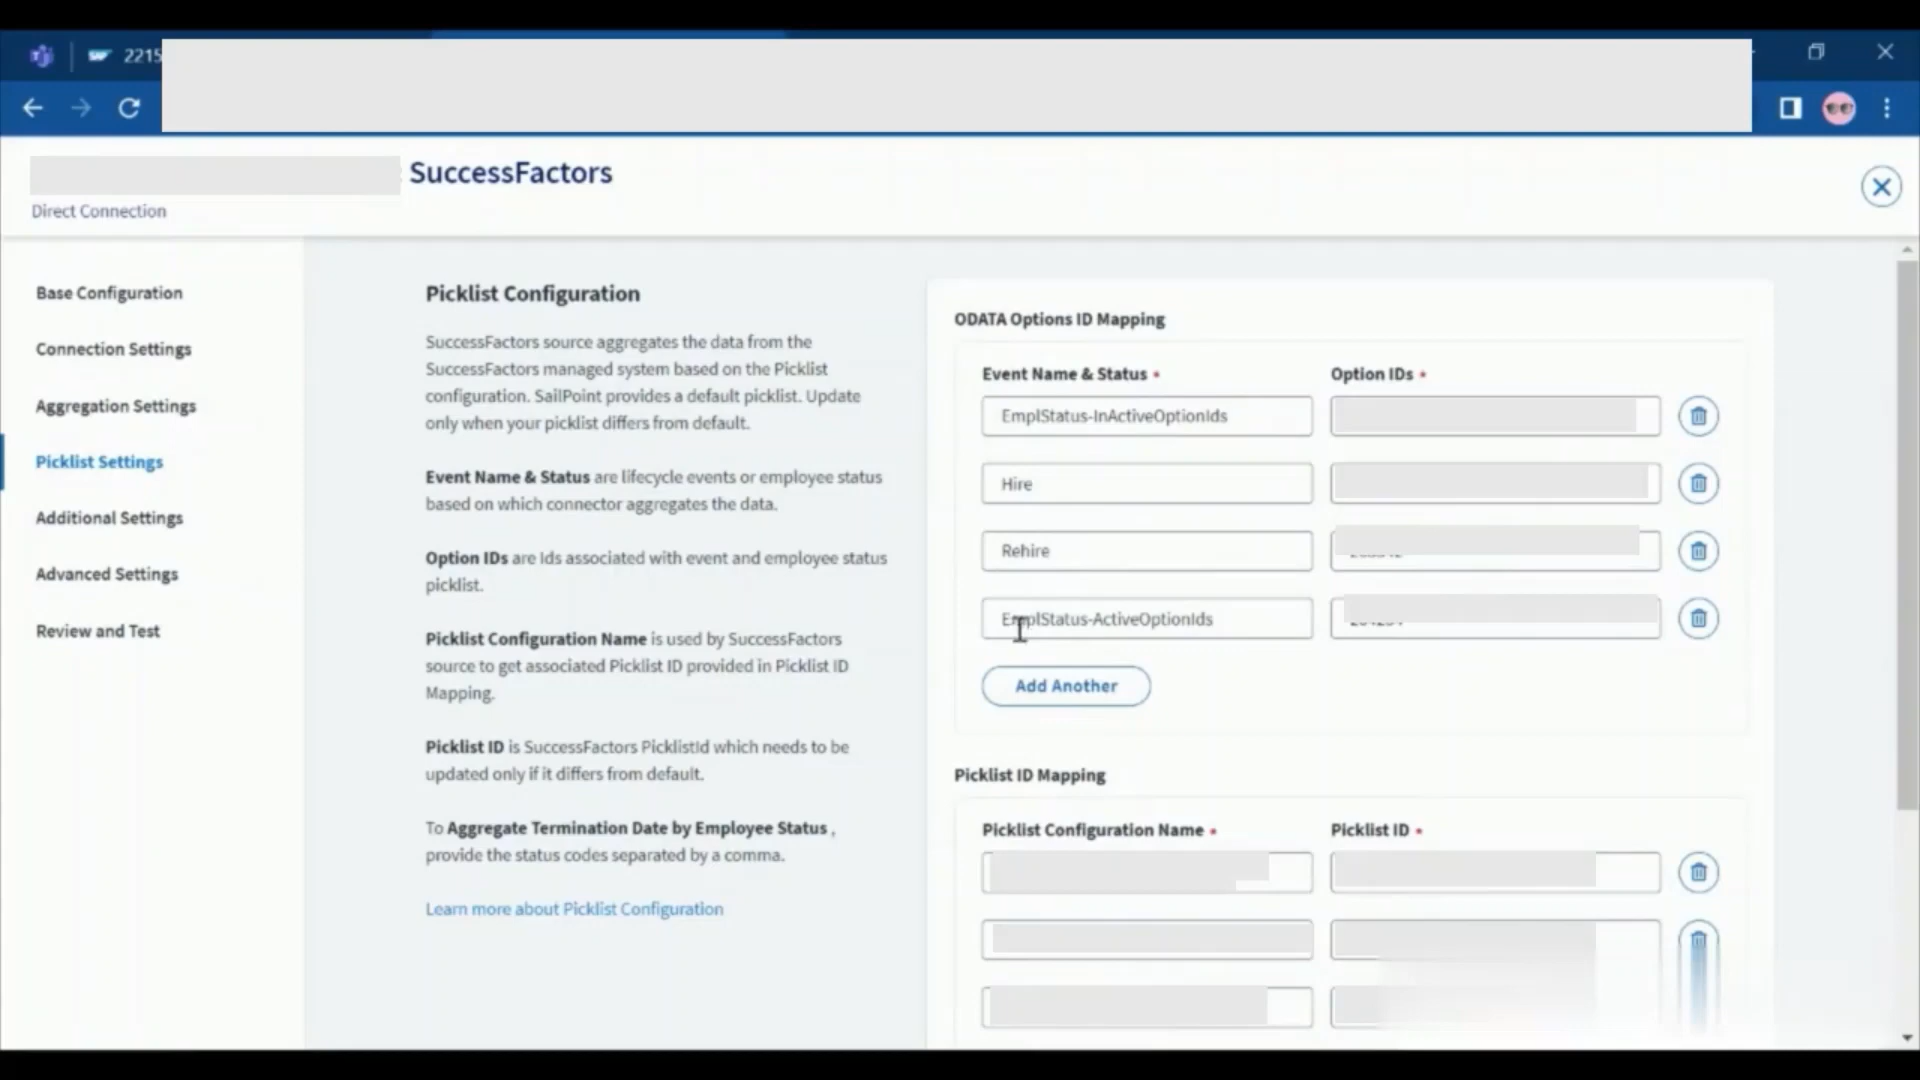 2215
SuccessFactors
Direct Connection
Base Configuration
Connection Settings
Aggregation Settings
Picklist Settings
Additional Settings
Advanced Settings
Review and Test
Picklist Configuration
SuccessFactors source aggregates the data from the
SuccessFactors managed system based on the Picklist
configuration. SailPoint provides a default picklist. Update
only when your picklist differs from default.
Event Name & Status are lifecycle events or employee status
based on which connector aggregates the data.
Option IDs are Ids associated with event and employee status
picklist.
Picklist Configuration Name is used by SuccessFactors
source to get associated Picklist ID provided in Picklist ID
Mapping.
Picklist ID is SuccessFactors PicklistId which needs to be
updated only if it differs from default.
To Aggregate Termination Date by Employee Status ,
provide the status codes separated by a comma.
Learn more about Picklist Configuration
ODATA Options ID Mapping
Event Name & Status • Option IDs •
EmplStatus-InActiveOptionIds
Hire
Rehire
EmplStatus-ActiveOptionIds
Add Another
Picklist ID Mapping
Picklist Configuration Name • Picklist ID •